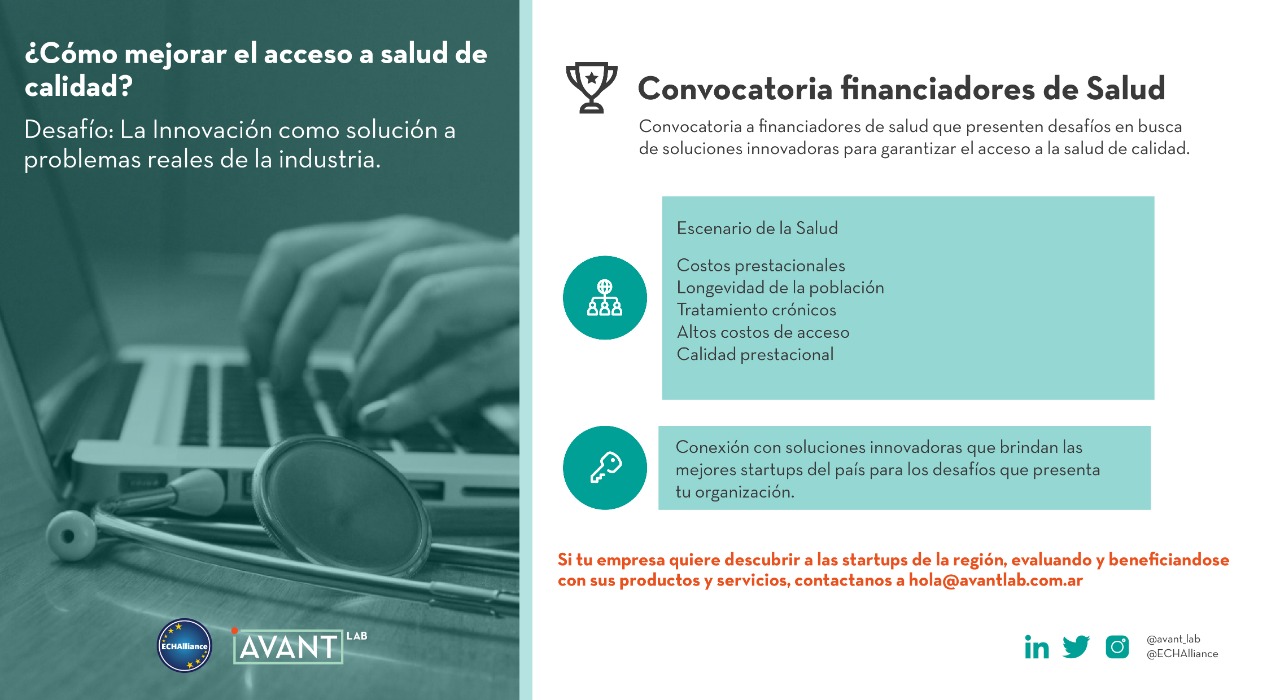 ¿Cómo mejorar el acceso a salud de
calidad?
Desafío: La Innovación como solución a
problemas reales de la industria.
ECHAlliance
AVANT LAB
Convocatoria financiadores de Salud
Convocatoria a financiadores de salud que presenten desafíos en busca
de soluciones innovadoras para garantizar el acceso a la salud de calidad.
Escenario de la Salud
Costos prestacionales
Longevidad de la población
Tratamiento crónicos
Altos costos de acceso
Calidad prestacional
Conexión con soluciones innovadoras que brindan las
mejores startups del país para los desafíos que presenta
tu organización.
Si tu empresa quiere descubrir a las startups de la región, evaluando y beneficiandose
con sus productos y servicios, contactanos a hola@avantlab.com.ar
@avant_lab
@ECHAlliance